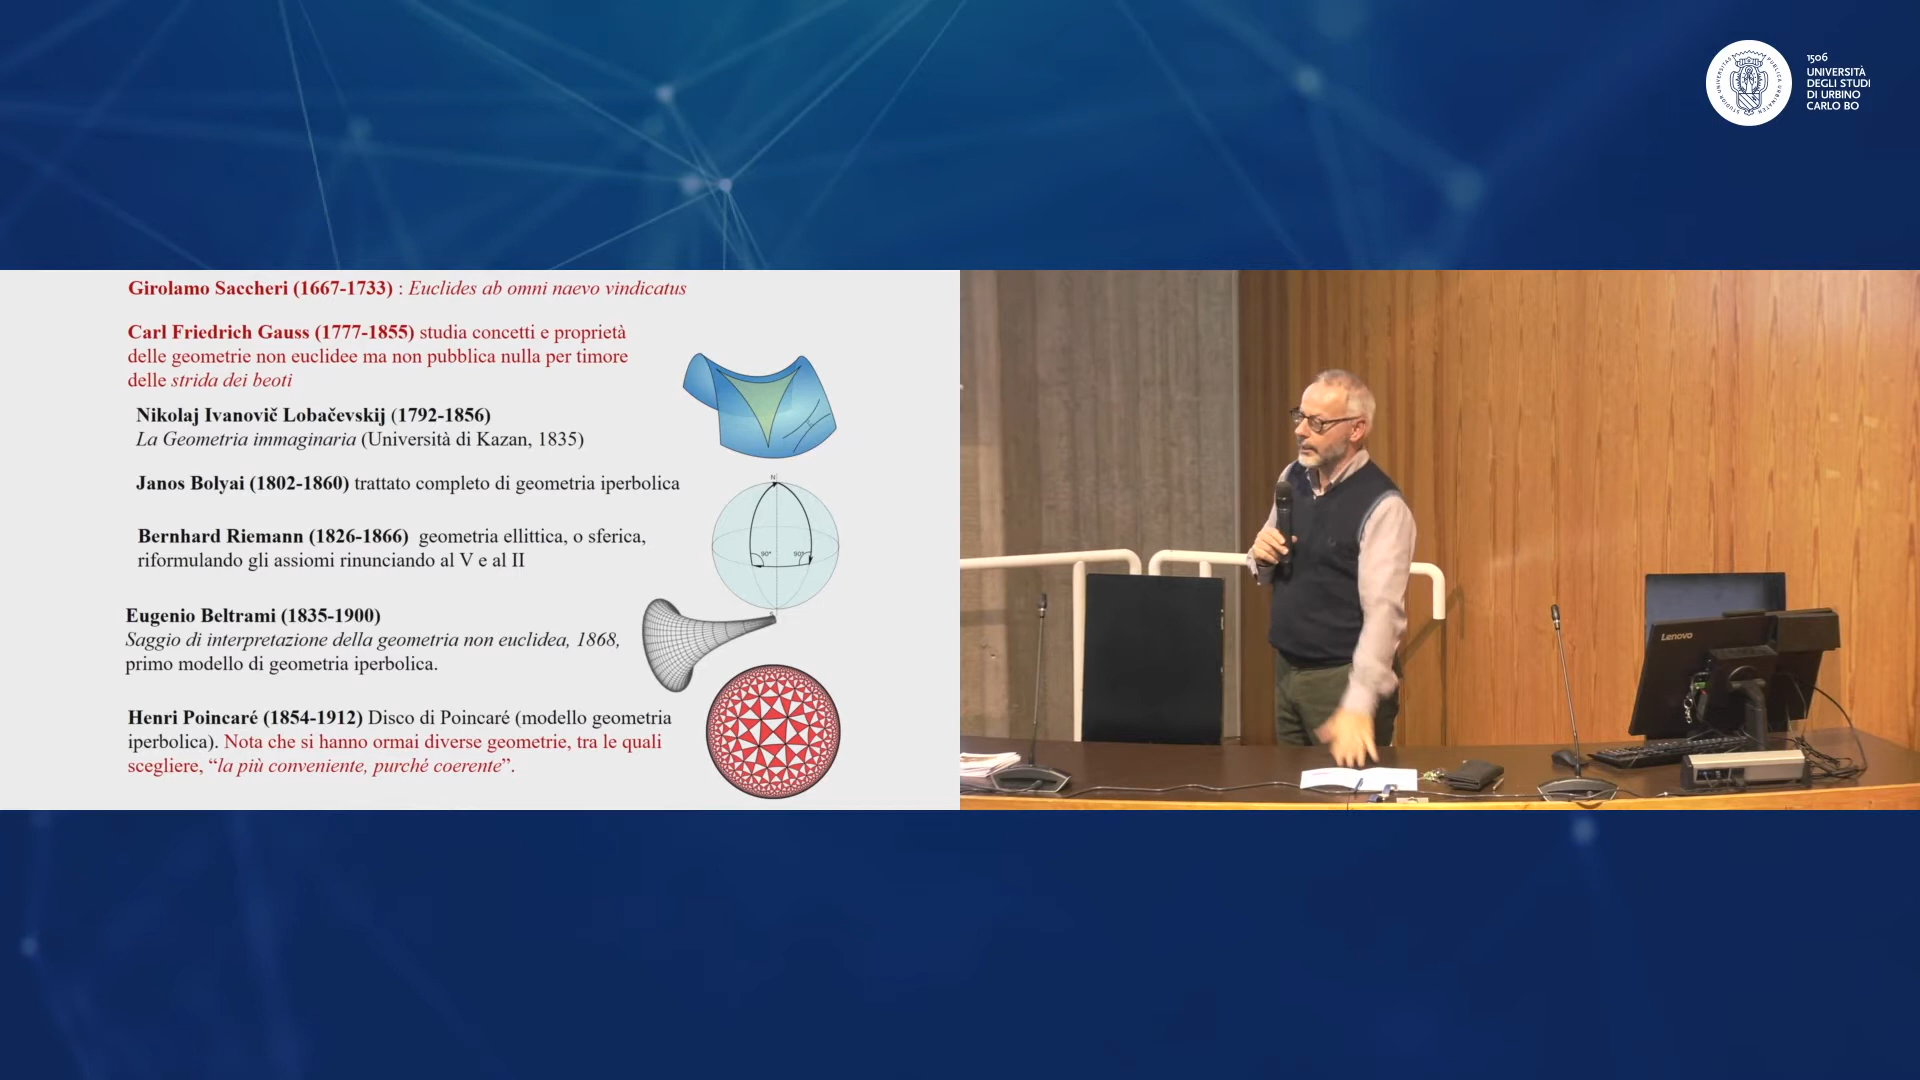 1506
UNIVERSITÀ
DEGLI STUDI
DI URBINO
CARLO BO
Girolamo Saccheri (1667-1733) : Euclides ab omni naevo vindicatus
Carl Friedrich Gauss (1777-1855) studia concetti e proprietà
delle geometrie non euclidee ma non pubblica nulla per timore
delle strida dei beoti
Nikolaj Ivanovič Lobačevskij (1792-1856)
La Geometria immaginaria (Università di Kazan, 1835)
Janos Bolyai (1802-1860) trattato completo di geometria iperbolica
N
Bernhard Riemann (1826-1866) geometria ellittica, o sferica,
riformulando gli assiomi rinunciando al V e al II
90° 90°
Eugenio Beltrami (1835-1900)
Saggio di interpretazione della geometria non euclidea, 1868,
primo modello di geometria iperbolica.
Henri Poincaré (1854-1912) Disco di Poincaré (modello geometria
iperbolica). Nota che si hanno ormai diverse geometrie, tra le quali
scegliere, “la più conveniente, purché coerente”.
Lenovo